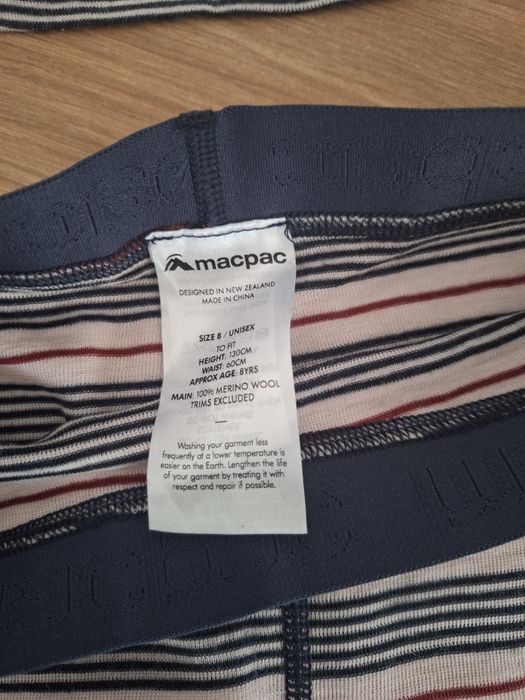 macpac
DESIGNED IN NEW ZEALAND
MADE IN CHINA
SIZE 8 / UNISEX
TO FIT
HEIGHT: 130CM
WAIST: 60CM
APPROX AGE: 8YRS
MAIN: 100% MERINO WOOL
TRIMS EXCLUDED
Washing your garment less
frequently at a lower temperature is
easier on the Earth. Lengthen the life
of your garment by treating it with
respect and repair if possible.